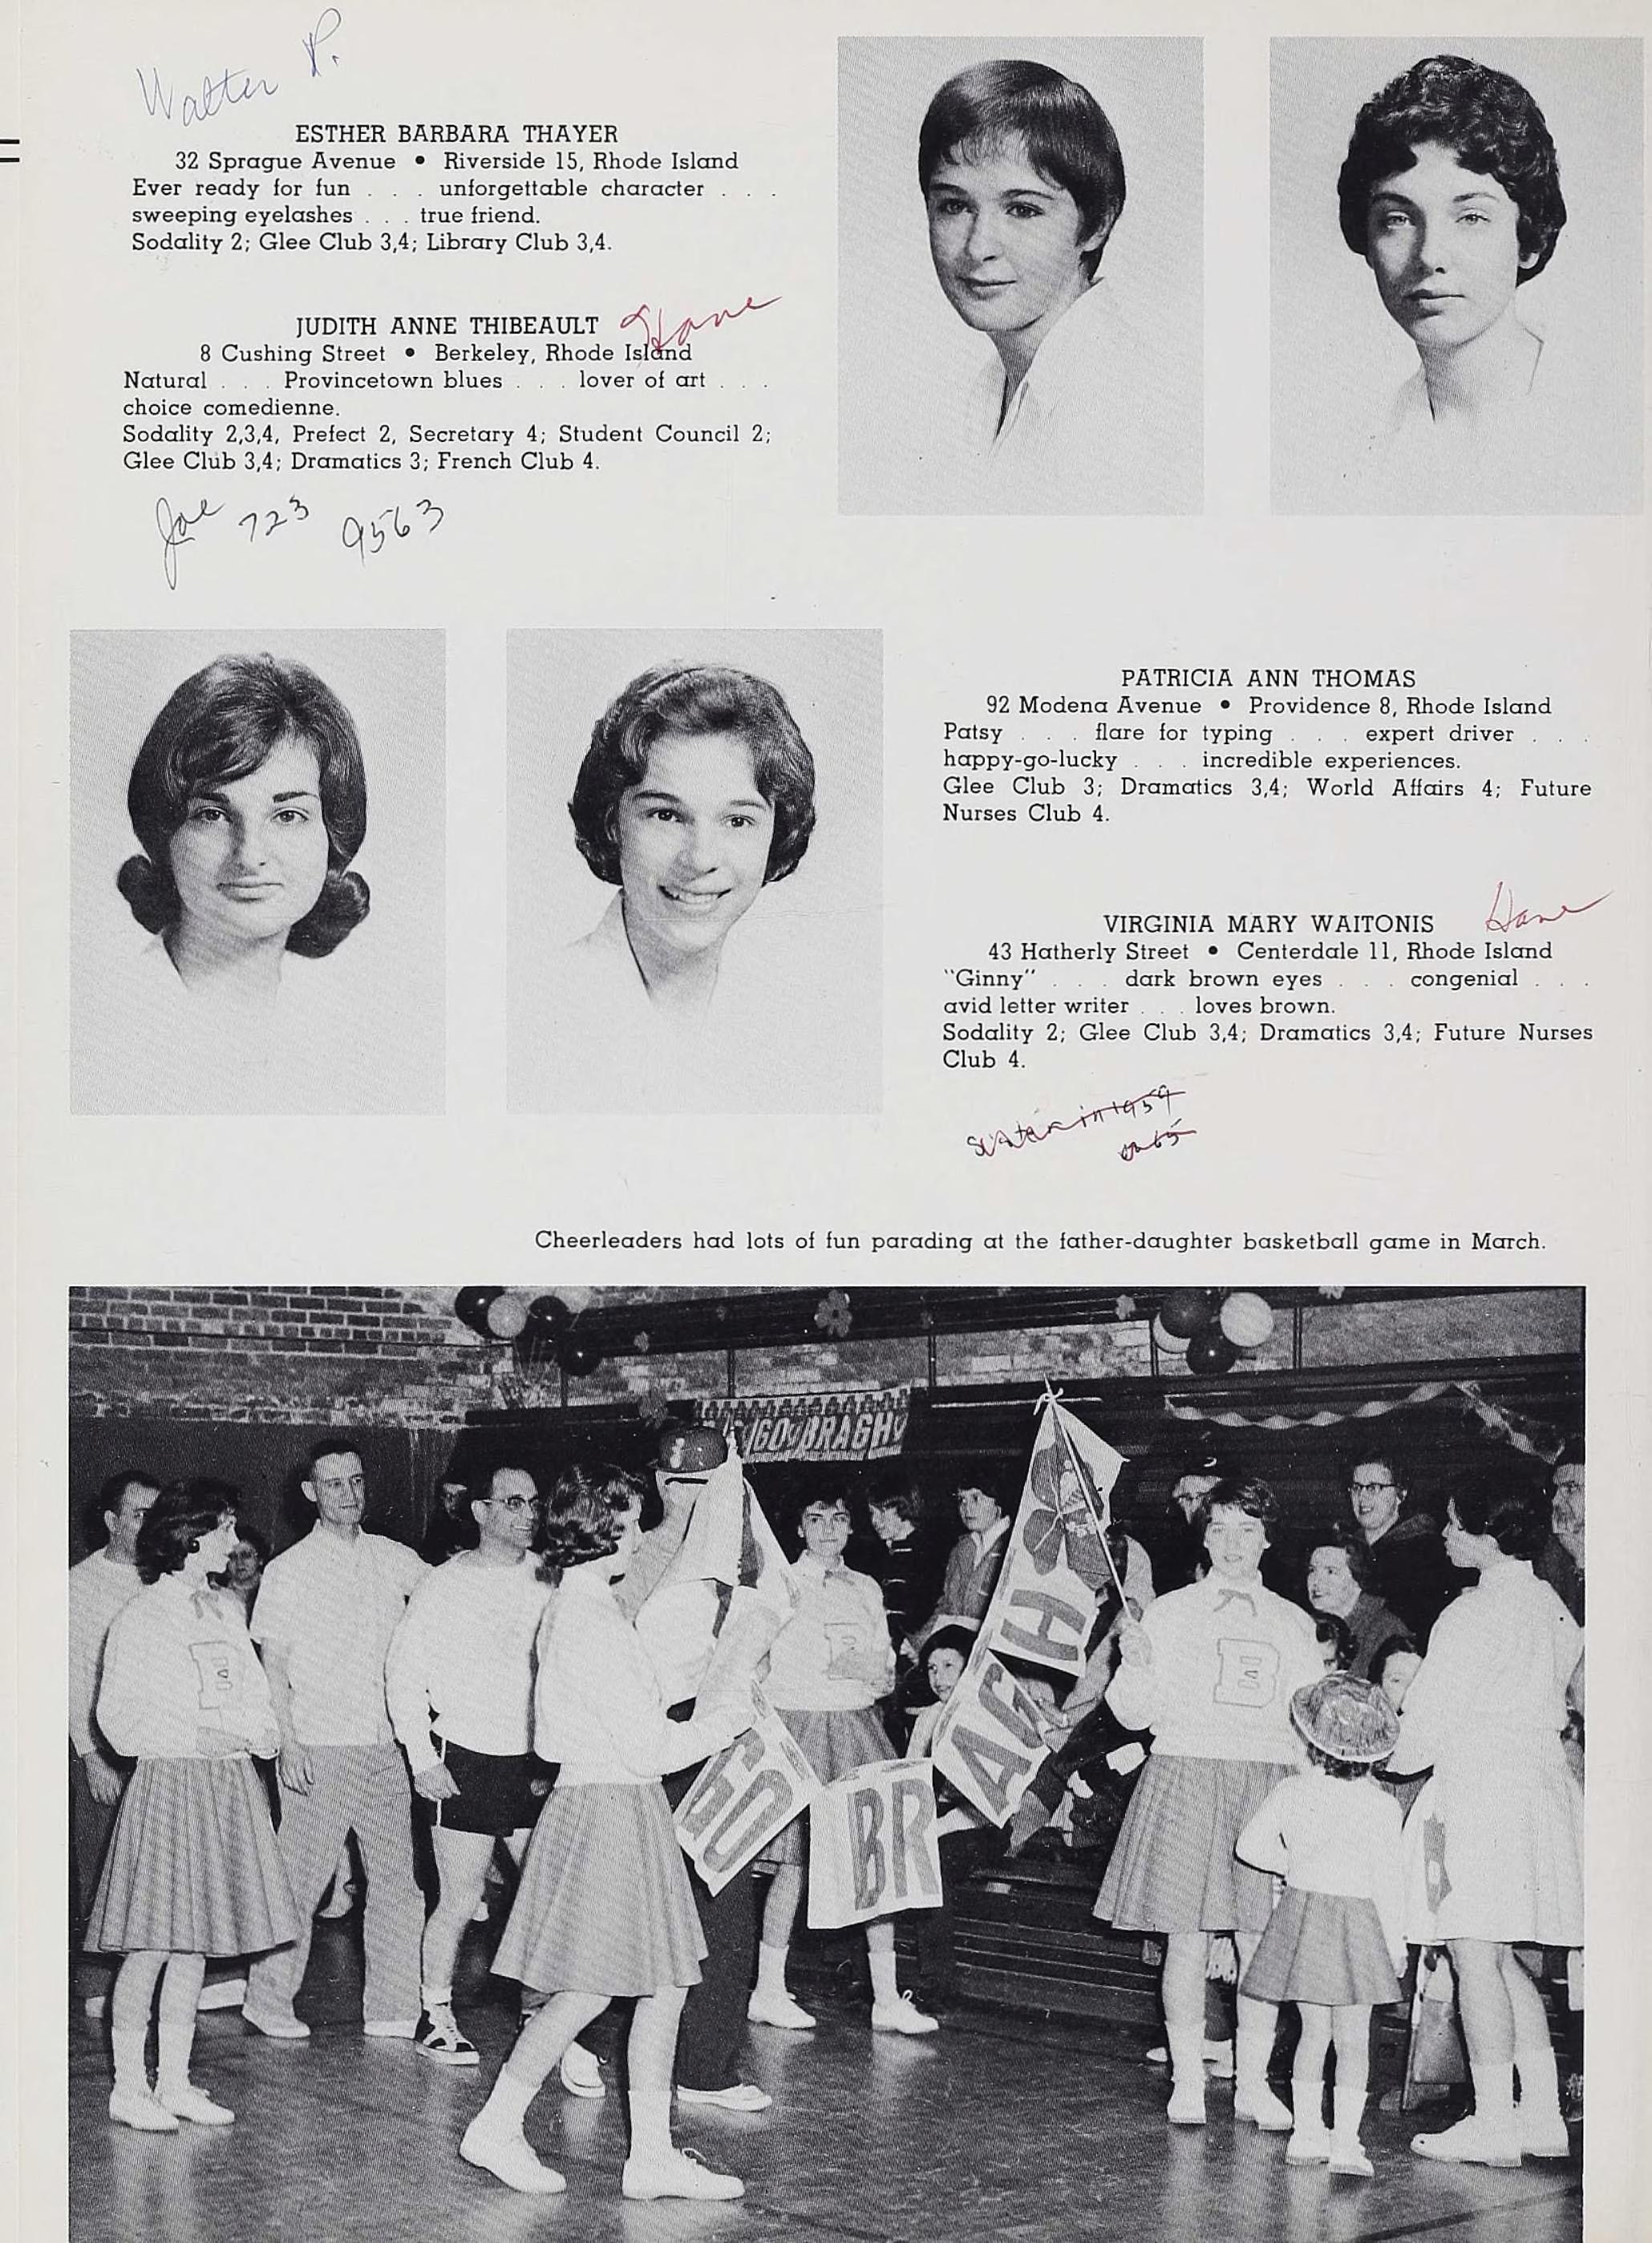 Walter P.
ESTHER BARBARA THAYER
32 Sprague Avenue • Riverside 15, Rhode Island
Ever ready for fun . . . unforgettable character . . .
sweeping eyelashes . . . true friend.
Sodality 2; Glee Club 3,4; Library Club 3,4.
JUDITH ANNE THIBEAULT
8 Cushing Street • Berkeley, Rhode Island
Natural . . . Provincetown blues . . . lover of art . . .
choice comedienne.
Sodality 2,3,4, Prefect 2, Secretary 4; Student Council 2;
Glee Club 3,4; Dramatics 3; French Club 4.
Joe 723 9563
PATRICIA ANN THOMAS
92 Modena Avenue • Providence 8, Rhode Island
Patsy . . . flare for typing . . . expert driver . . .
happy-go-lucky . . . incredible experiences.
Glee Club 3; Dramatics 3,4; World Affairs 4; Future
Nurses Club 4.
VIRGINIA MARY WAITONIS
43 Hatherly Street • Centerdale 11, Rhode Island
"Ginny" . . . dark brown eyes . . . congenial . . .
avid letter writer . . . loves brown.
Sodality 2; Glee Club 3,4; Dramatics 3,4; Future Nurses
Club 4.
in 1959
65
Cheerleaders had lots of fun parading at the father-daughter basketball game in March.
GO BRAGH
B
B
B
GO
BR
AG
H